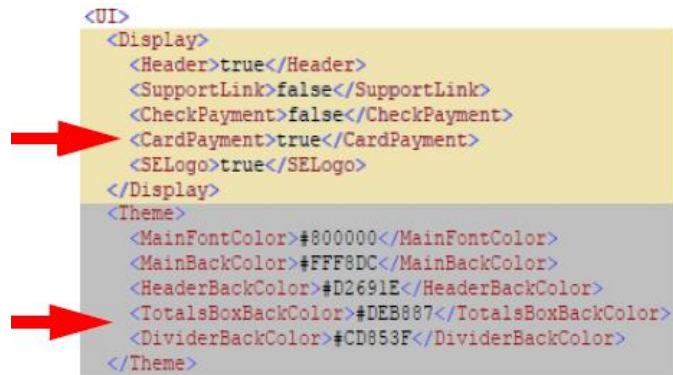 <UI>
<Display>
<Header>true</Header>
<SupportLink>false</SupportLink>
<CheckPayment>false</CheckPayment>
<CardPayment>true</CardPayment>
<SELogo>true</SELogo>
</Display>
<Theme>
<MainFontColor>#800000</MainFontColor>
<MainBackColor>#FFF8DC</MainBackColor>
<HeaderBackColor>#D2691E</HeaderBackColor>
<TotalsBoxBackColor>#DEB887</TotalsBoxBackColor>
<DividerBackColor>#CD853F</DividerBackColor>
</Theme>